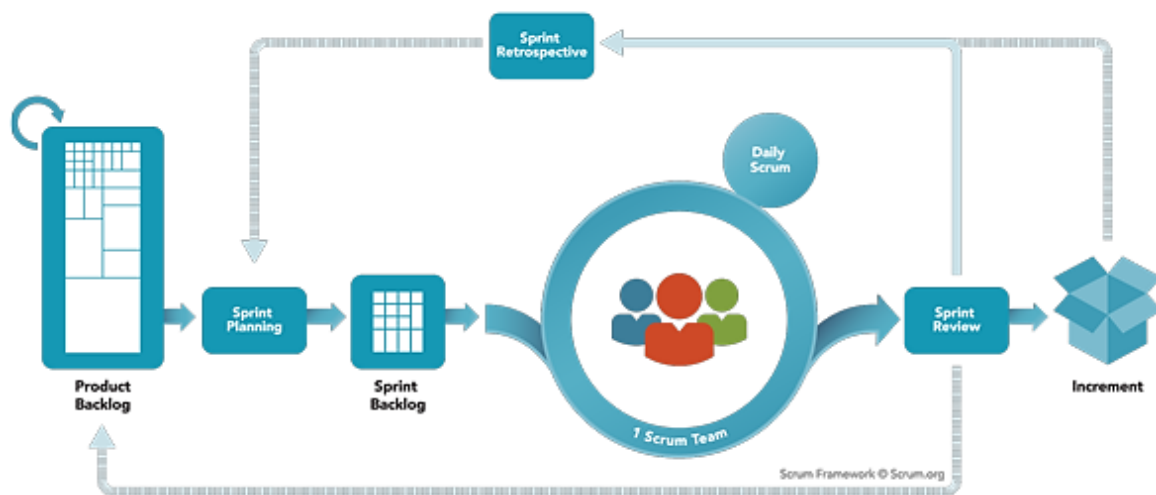 Sprint
Retrospective
Daily
Scrum
Sprint
Planning
Sprint
Review
Product
Backlog
Sprint
Backlog
Increment
1 Scrum Team
Scrum Framework © Scrum.org